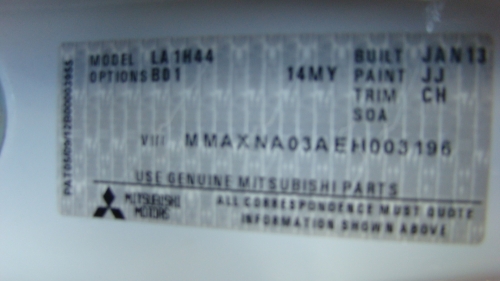 MODEL LA1H44 BUILT JAN13
OPTIONS B01 14MY PAINT JJ
TRIM CH
SOA
VIN MMAXNA03AEH003196
USE GENUINE MITSUBISHI PARTS
MITSUBISHI MOTORS
ALL CORRESPONDENCE MUST QUOTE
INFORMATION SHOWN ABOVE